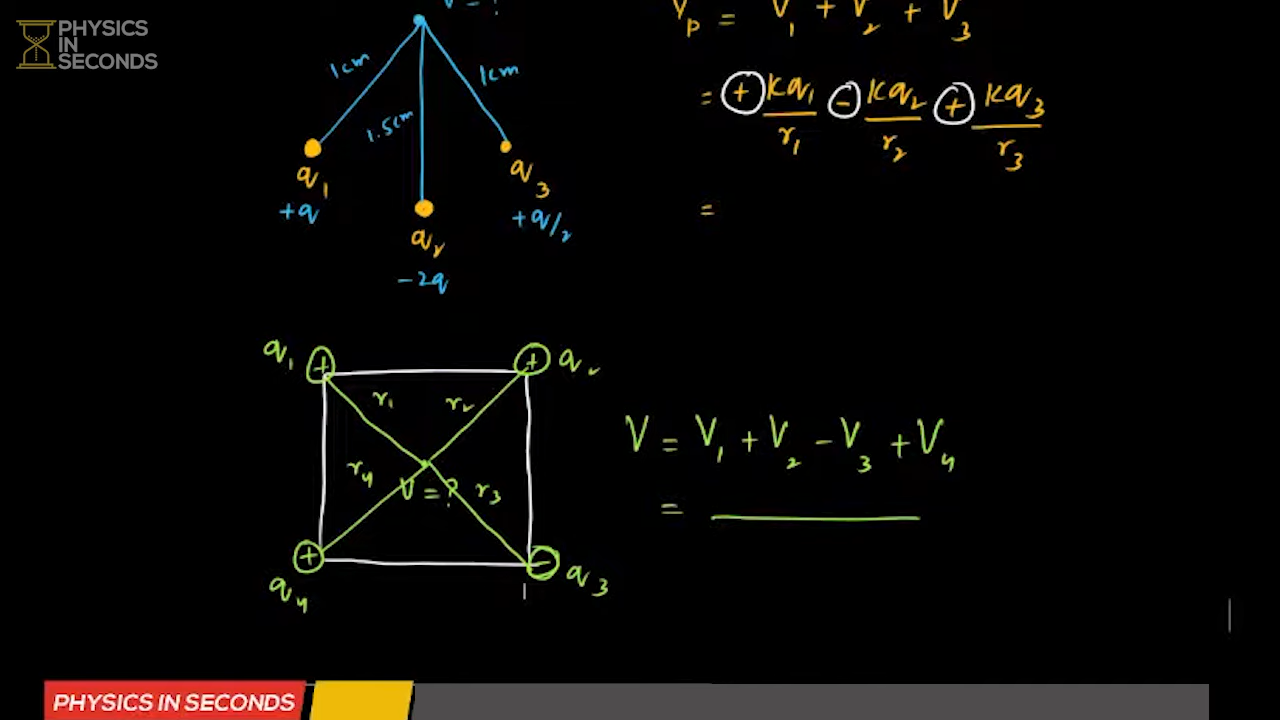 PHYSICS
IN
SECONDS
V = ?
1cm
1cm
1.5cm
q1
+q
q2
-2q
q3
+q/2
Vp = V1 + V2 + V3
= + kq1/r1 - kq2/r2 + kq3/r3
=
q1
+
+
q2
r1
r2
r4
V = ?
r3
+
q4
-
q3
V = V1 + V2 - V3 + V4
=
PHYSICS IN SECONDS